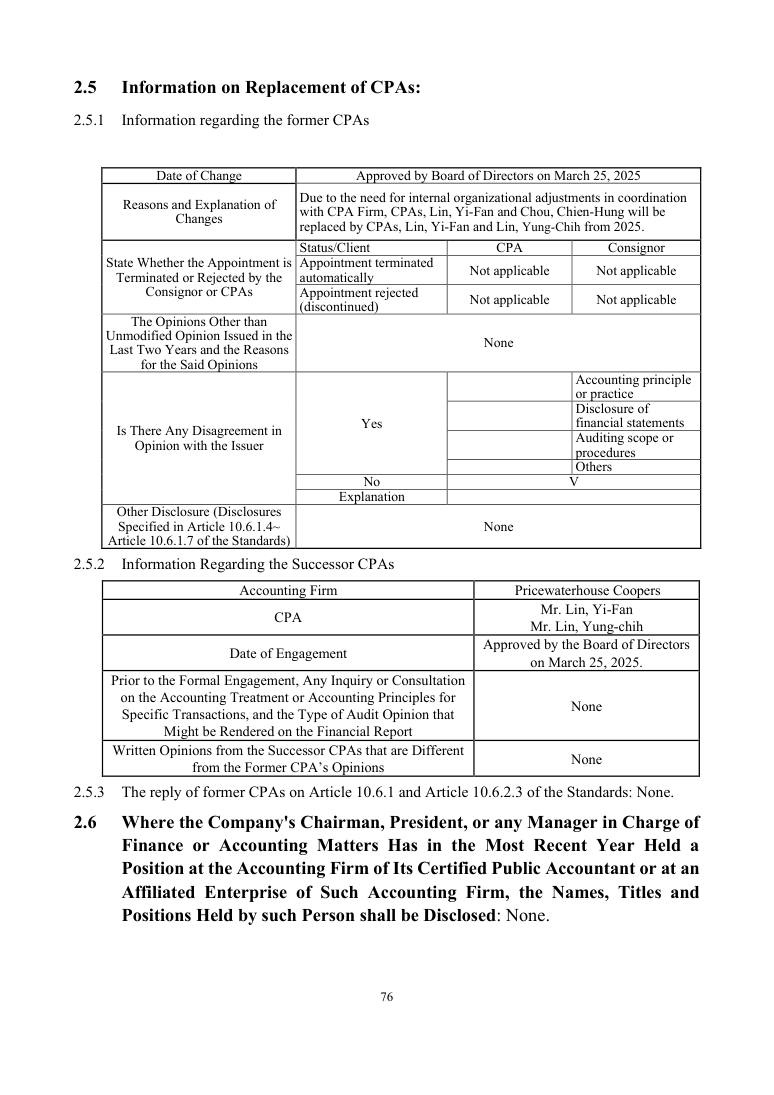 2.5 Information on Replacement of CPAs:
2.5.1 Information regarding the former CPAs
Date of Change
Approved by Board of Directors on March 25, 2025
Reasons and Explanation of
Changes
Due to the need for internal organizational adjustments in coordination
with CPA Firm, CPAs, Lin, Yi-Fan and Chou, Chien-Hung will be
replaced by CPAs, Lin, Yi-Fan and Lin, Yung-Chih from 2025.
State Whether the Appointment is
Terminated or Rejected by the
Consignor or CPAs
Status/Client
CPA
Consignor
Appointment terminated
automatically
Not applicable
Not applicable
Appointment rejected
(discontinued)
Not applicable
Not applicable
The Opinions Other than
Unmodified Opinion Issued in the
Last Two Years and the Reasons
for the Said Opinions
None
Is There Any Disagreement in
Opinion with the Issuer
Yes
Accounting principle
or practice
Disclosure of
financial statements
Auditing scope or
procedures
Others
No
V
Explanation
Other Disclosure (Disclosures
Specified in Article 10.6.1.4~
Article 10.6.1.7 of the Standards)
None
2.5.2 Information Regarding the Successor CPAs
Accounting Firm
Pricewaterhouse Coopers
CPA
Mr. Lin, Yi-Fan
Mr. Lin, Yung-chih
Date of Engagement
Approved by the Board of Directors
on March 25, 2025.
Prior to the Formal Engagement, Any Inquiry or Consultation
on the Accounting Treatment or Accounting Principles for
Specific Transactions, and the Type of Audit Opinion that
Might be Rendered on the Financial Report
None
Written Opinions from the Successor CPAs that are Different
from the Former CPA’s Opinions
None
2.5.3 The reply of former CPAs on Article 10.6.1 and Article 10.6.2.3 of the Standards: None.
2.6 Where the Company's Chairman, President, or any Manager in Charge of
Finance or Accounting Matters Has in the Most Recent Year Held a
Position at the Accounting Firm of Its Certified Public Accountant or at an
Affiliated Enterprise of Such Accounting Firm, the Names, Titles and
Positions Held by such Person shall be Disclosed: None.
76